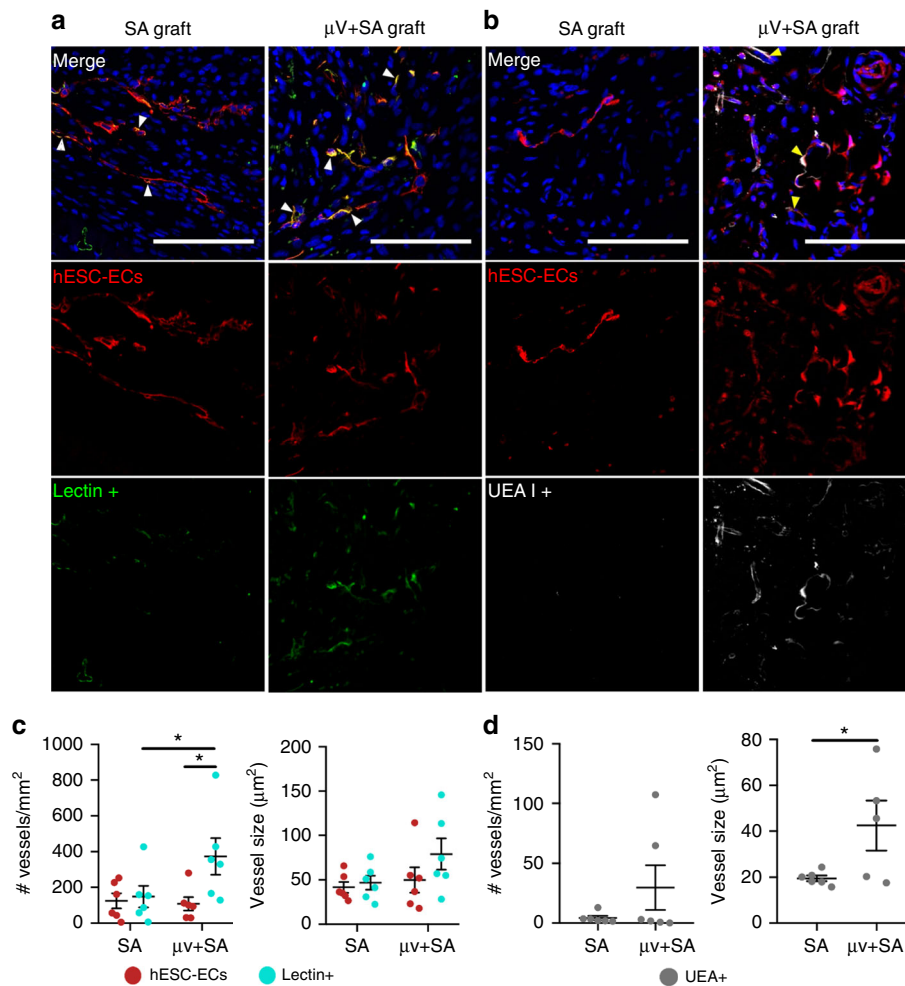 a
SA graft
μV+SA graft
b
SA graft
μV+SA graft
Merge
hESC-ECs
hESC-ECs
Lectin +
UEA I +
c
# vessels/mm²
1000
800
600
400
200
0
*
*
SA
μv+SA
Vessel size (μm²)
200
150
100
50
0
SA
μv+SA
hESC-ECs
Lectin+
d
# vessels/mm²
150
100
50
0
SA
μv+SA
Vessel size (μm²)
80
60
40
20
0
*
SA
μv+SA
UEA+